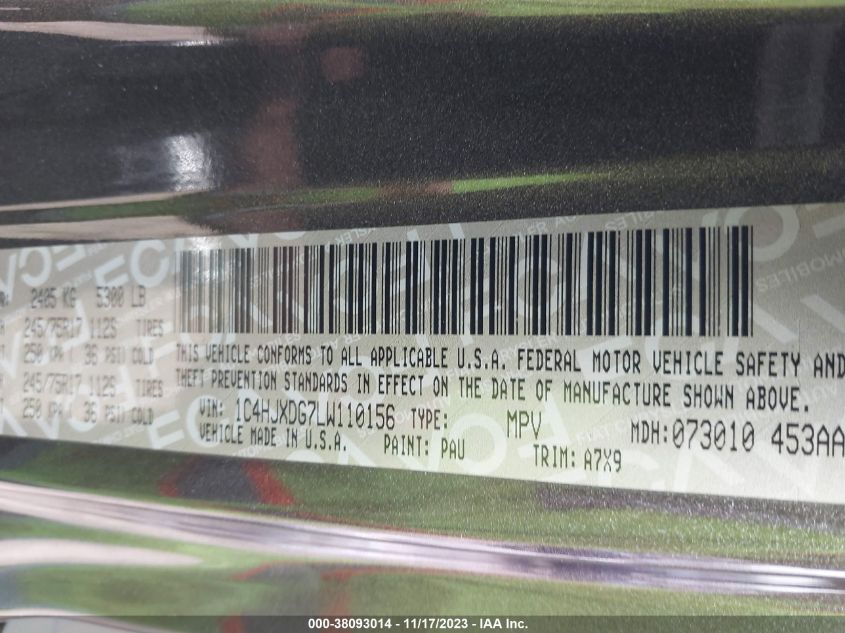 2405 KG 5300 LB
245/75R17 112S TIRES
250 KPA / 36 PSI COLD
245/75R17 112S TIRES
250 KPA / 36 PSI COLD
THIS VEHICLE CONFORMS TO ALL APPLICABLE U.S.A. FEDERAL MOTOR VEHICLE SAFETY AND
THEFT PREVENTION STANDARDS IN EFFECT ON THE DATE OF MANUFACTURE SHOWN ABOVE.
VIN: 1C4HJXDG7LW110156 TYPE: MPV MDH: 073010 453AA
VEHICLE MADE IN U.S.A. PAINT: PAU TRIM: A7X9
000-38093014 - 11/17/2023 - IAA Inc.